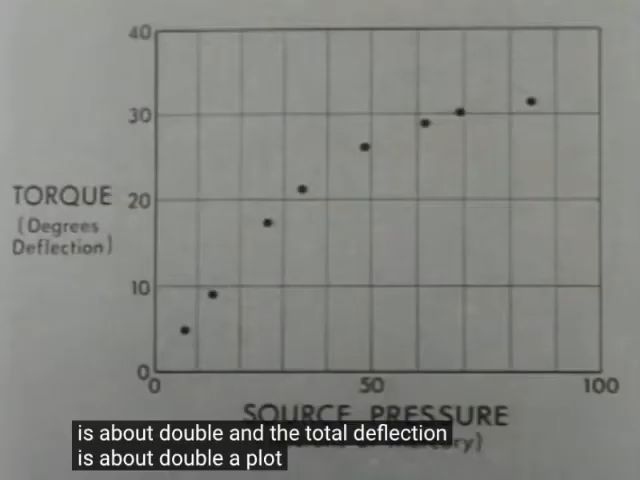 40
30
TORQUE 20
(Degrees
Deflection)
10
0
0 50 100
SOURCE PRESSURE
is about double and the total deflection
is about double a plot